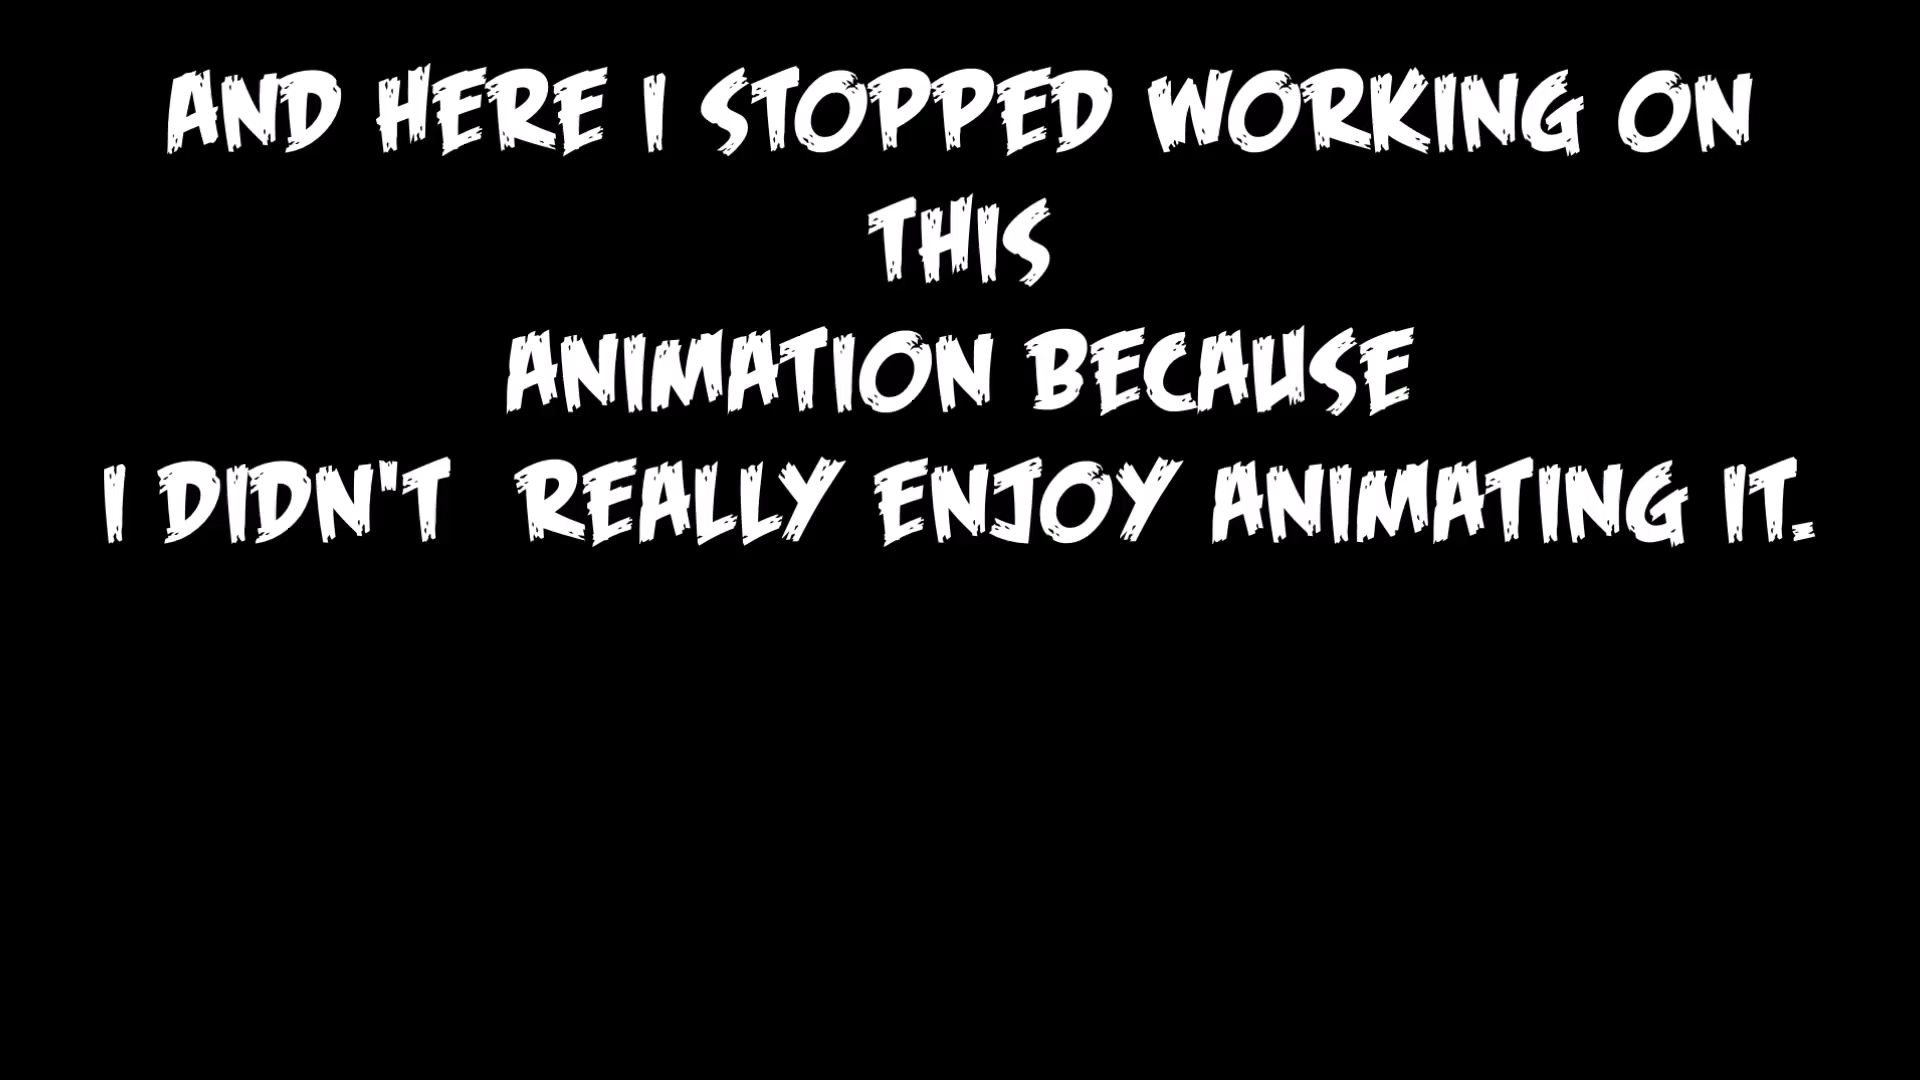 AND HERE I STOPPED WORKING ON
THIS
ANIMATION BECAUSE
I DIDN'T REALLY ENJOY ANIMATING IT.